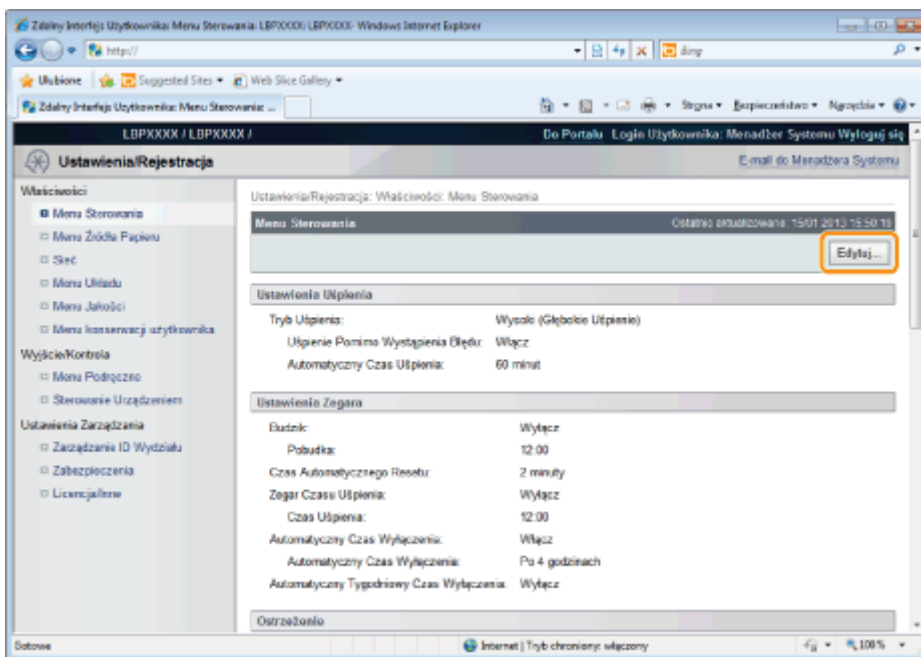 Zdalny Interfejs Użytkownika: Menu Sterowania: LBPXXXX: LBPXXXX - Windows Internet Explorer
http://
Bing
Ulubione Suggested Sites Web Slice Gallery
Zdalny Interfejs Użytkownika: Menu Sterowania: ...
Strona Bezpieczeństwo Narzędzia
LBPXXXX / LBPXXXX /
Do Portalu Login Użytkownika: Menadżer Systemu Wyloguj się
Ustawienia/Rejestracja
E-mail do Menadżera Systemu
Właściwości
Menu Sterowania
Menu Źródła Papieru
Sieć
Menu Układu
Menu Jakości
Menu konserwacji użytkownika
Wyjście/Kontrola
Menu Podręczne
Sterowanie Urządzeniem
Ustawienia Zarządzania
Zarządzanie ID Wydziału
Zabezpieczenia
Licencja/Inne
Ustawienia/Rejestracja: Właściwości: Menu Sterowania
Menu Sterowania
Ostatnio aktualizowano: 15/01 2013 15:50:19
Edytuj...
Ustawienia Uśpienia
Tryb Uśpienia: Wysoki (Głębokie Uśpienie)
Uśpienie Pomimo Wystąpienia Błędu: Włącz
Automatyczny Czas Uśpienia: 60 minut
Ustawienia Zegara
Budzik: Wyłącz
Pobudka: 12:00
Czas Automatycznego Resetu: 2 minuty
Zegar Czasu Uśpienia: Wyłącz
Czas Uśpienia: 12:00
Automatyczny Czas Wyłączenia: Włącz
Automatyczny Czas Wyłączenia: Po 4 godzinach
Automatyczny Tygodniowy Czas Wyłączenia: Wyłącz
Ostrzeżenie
Gotowe
Internet | Tryb chroniony: włączony
100%